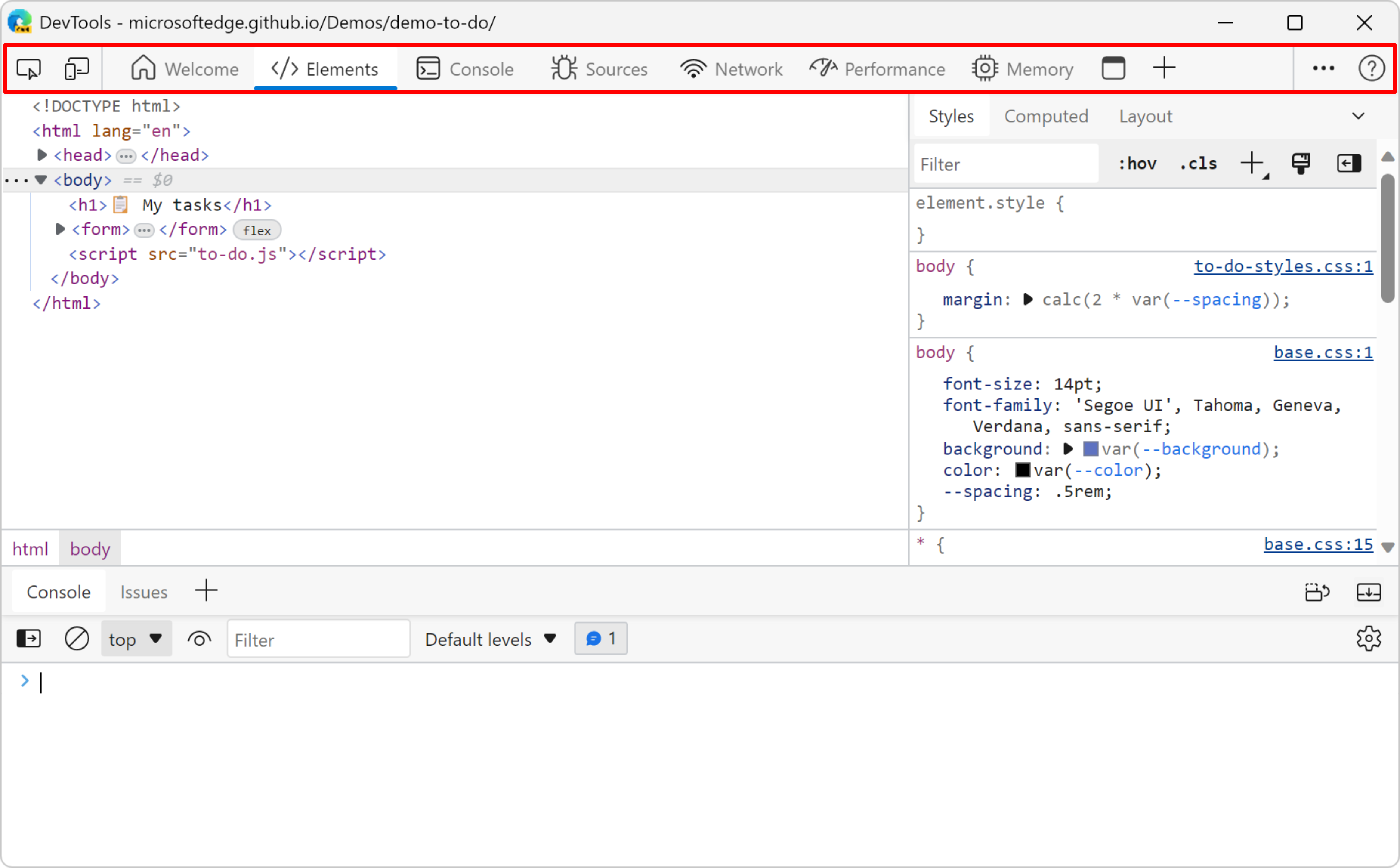 DevTools - microsoftedge.github.io/Demos/demo-to-do/
Welcome </> Elements Console Sources Network Performance Memory
<!DOCTYPE html>
<html lang="en">
<head> ... </head>
... <body> == $0
<h1>📋 My tasks</h1>
<form> ... </form> flex
<script src="to-do.js"></script>
</body>
</html>
html body
Styles Computed Layout
Filter :hov .cls
element.style {
}
body { to-do-styles.css:1
margin: calc(2 * var(--spacing));
}
body { base.css:1
font-size: 14pt;
font-family: 'Segoe UI', Tahoma, Geneva,
Verdana, sans-serif;
background: var(--background);
color: var(--color);
--spacing: .5rem;
}
* { base.css:15
Console Issues
top Filter Default levels 1
>